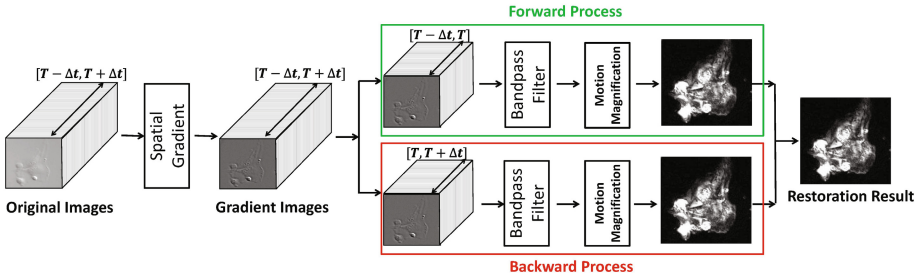 Forward Process
[T − Δt, T + Δt]
[T − Δt, T + Δt]
[T − Δt, T]
Spatial
Gradient
Bandpass
Filter
Motion
Magnification
[T, T + Δt]
Bandpass
Filter
Motion
Magnification
Original Images
Gradient Images
Restoration Result
Backward Process